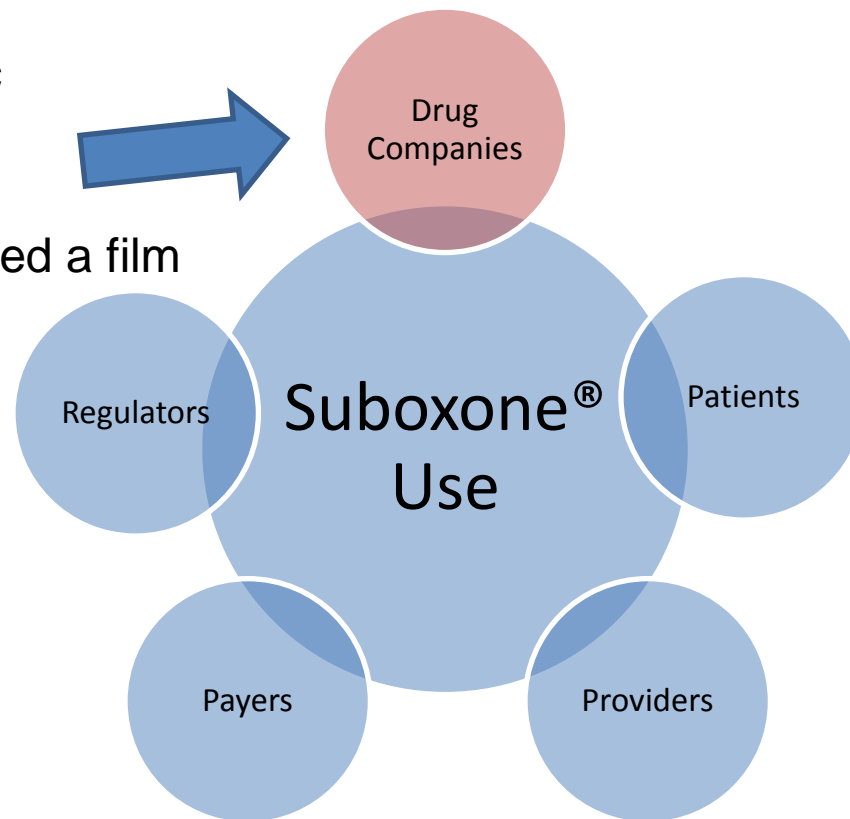 Drug
Companies
ed a film
Regulators
Suboxone®
Use
Patients
Payers
Providers